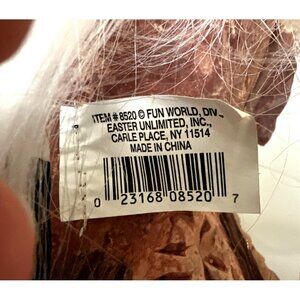 ITEM # 8520 © FUN WORLD, DIV.,
EASTER UNLIMITED, INC.,
CARLE PLACE, NY 11514
MADE IN CHINA
0 23168 08520 7